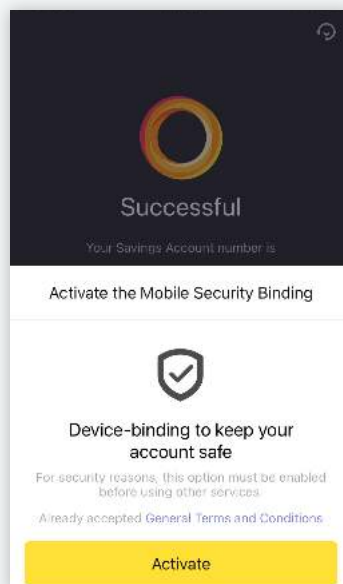 Successful
Your Savings Account number is
Activate the Mobile Security Binding
Device-binding to keep your
account safe
For security reasons, this option must be enabled
before using other services.
Already accepted General Terms and Conditions
Activate